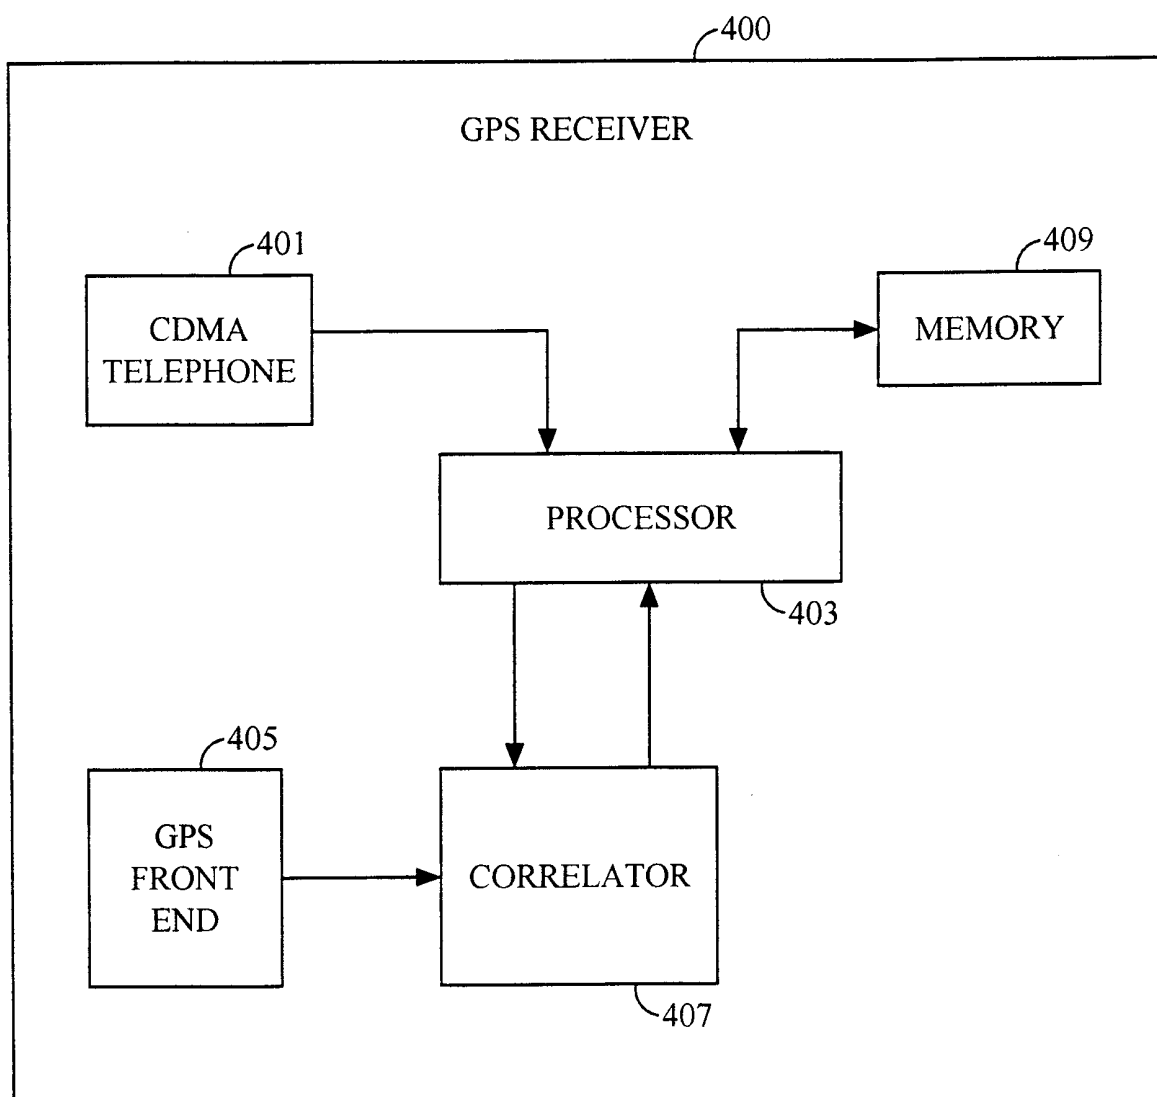 400
GPS RECEIVER
401
CDMA
TELEPHONE
409
MEMORY
PROCESSOR
403
405
GPS
FRONT
END
CORRELATOR
407